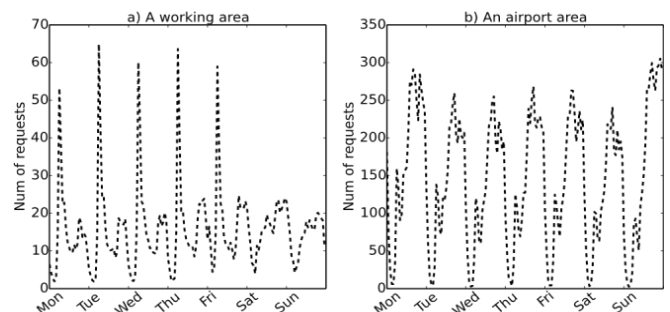 a) A working area
70
60
50
40
30
20
10
0
Num of requests
Mon
Tue
Wed
Thu
Fri
Sat
Sun
b) An airport area
350
300
250
200
150
100
50
0
Num of requests
Mon
Tue
Wed
Thu
Fri
Sat
Sun